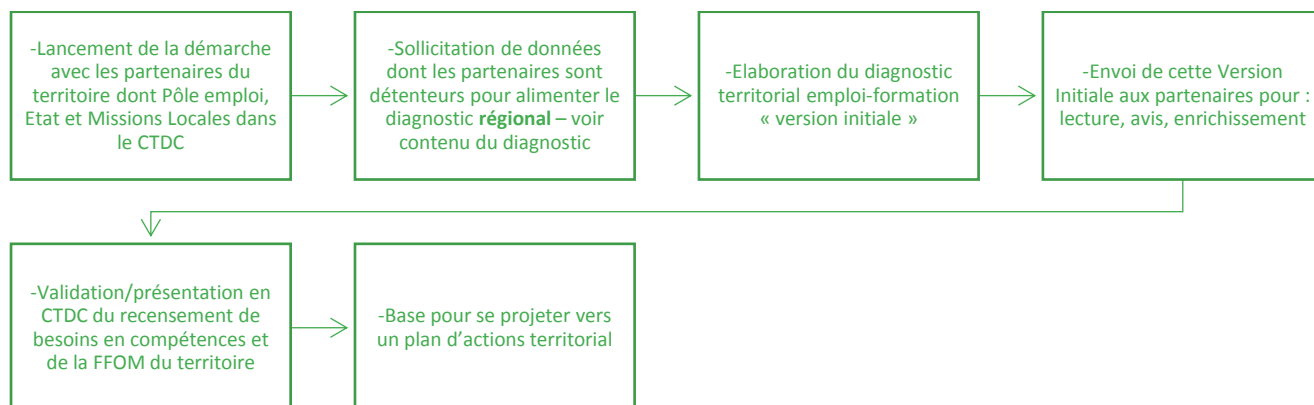 -Lancement de la démarche
avec les partenaires du
territoire dont Pôle emploi,
Etat et Missions Locales dans
le CTDC
-Sollicitation de données
dont les partenaires sont
détenteurs pour alimenter le
diagnostic régional – voir
contenu du diagnostic
-Elaboration du diagnostic
territorial emploi-formation
« version initiale »
-Envoi de cette Version
Initiale aux partenaires pour :
lecture, avis, enrichissement
-Validation/présentation en
CTDC du recensement de
besoins en compétences et
de la FFOM du territoire
-Base pour se projeter vers
un plan d’actions territorial